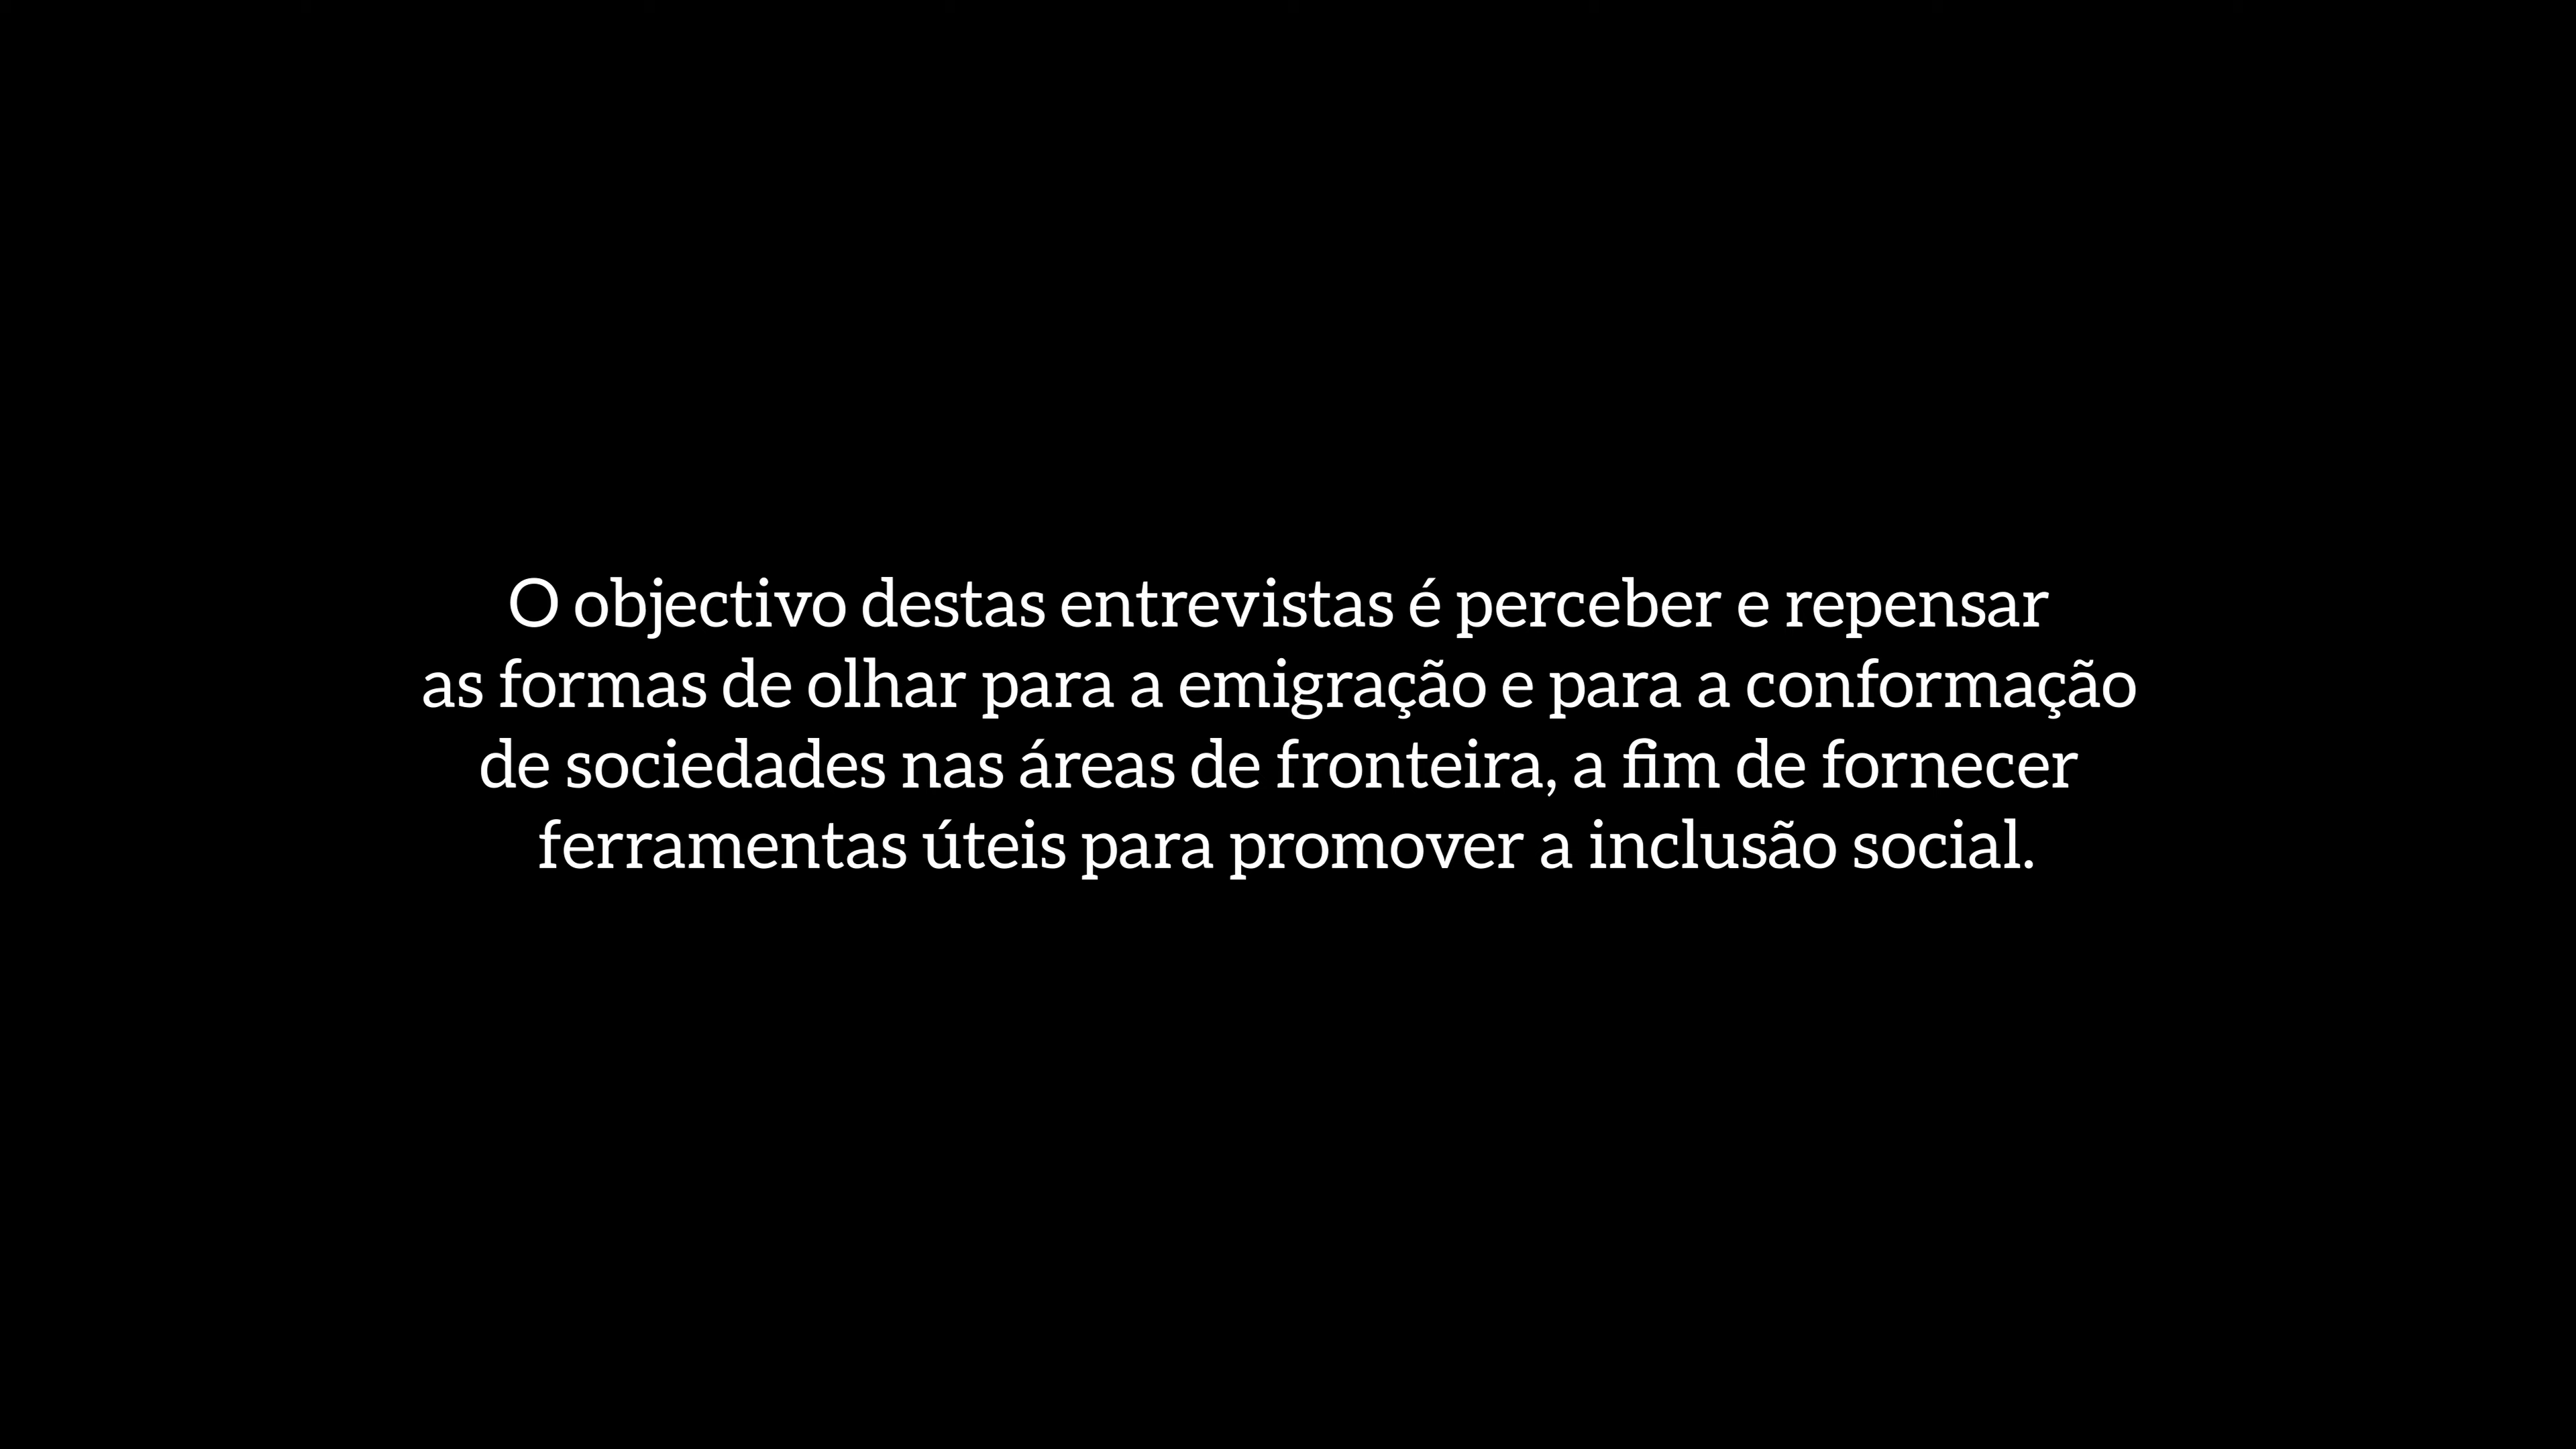 O objectivo destas entrevistas é perceber e repensar
as formas de olhar para a emigração e para a conformação
de sociedades nas áreas de fronteira, a fim de fornecer
ferramentas úteis para promover a inclusão social.